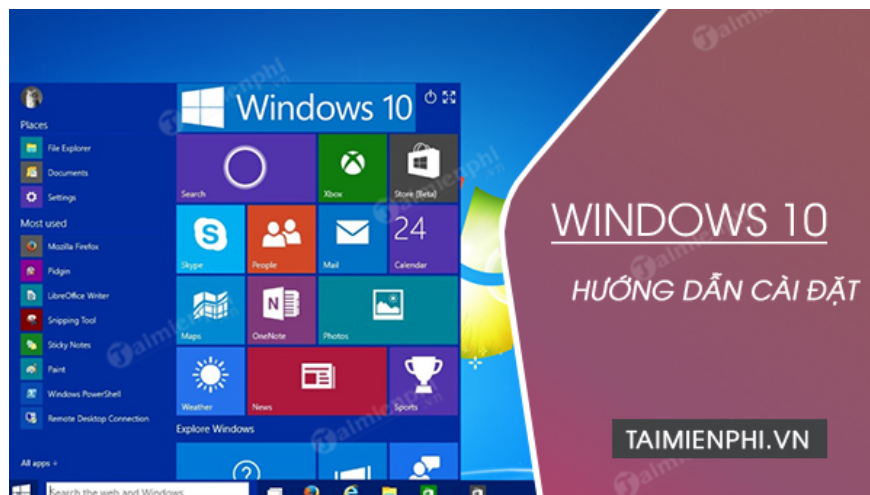 Windows 10
Places
File Explorer
Documents
Settings
Most used
Mozilla Firefox
Pidgin
LibreOffice Writer
Snipping Tool
Sticky Notes
Paint
Windows PowerShell
Remote Desktop Connection
All apps
Search the web and Windows
Search
Xbox
Store (Beta)
Skype
People
Mail
24
Calendar
Maps
N
OneNote
Photos
Weather
News
Sports
Explore Windows
?
WINDOWS 10
HƯỚNG DẪN CÀI ĐẶT
TAIMIENPHI.VN
Taimienphi
.vn